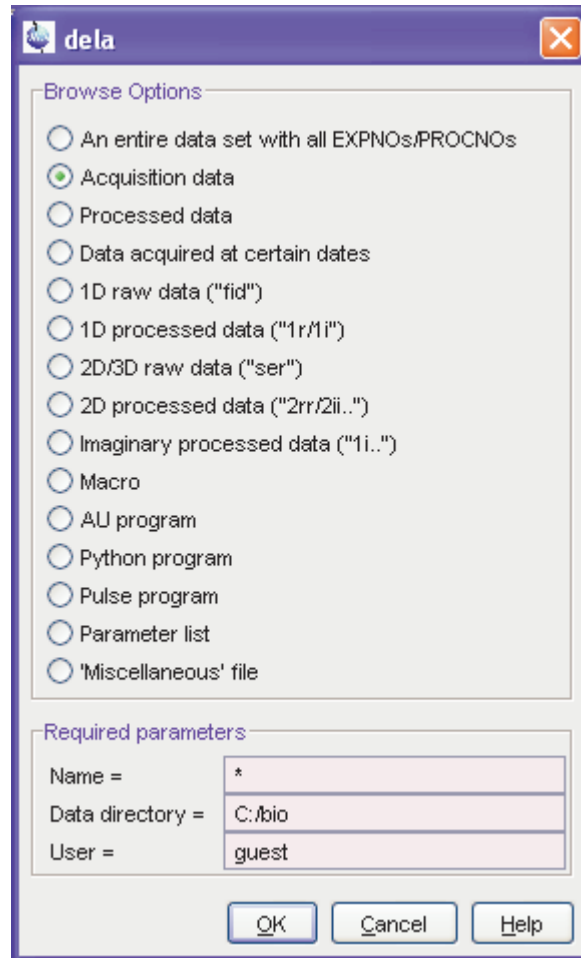 dela
Browse Options
An entire data set with all EXPNOs/PROCNOs
Acquisition data
Processed data
Data acquired at certain dates
1D raw data ("fid")
1D processed data ("1r/1i")
2D/3D raw data ("ser")
2D processed data ("2rr/2ii..")
Imaginary processed data ("1i..")
Macro
AU program
Python program
Pulse program
Parameter list
'Miscellaneous' file
Required parameters
Name = *
Data directory = C:/bio
User = guest
OK Cancel Help